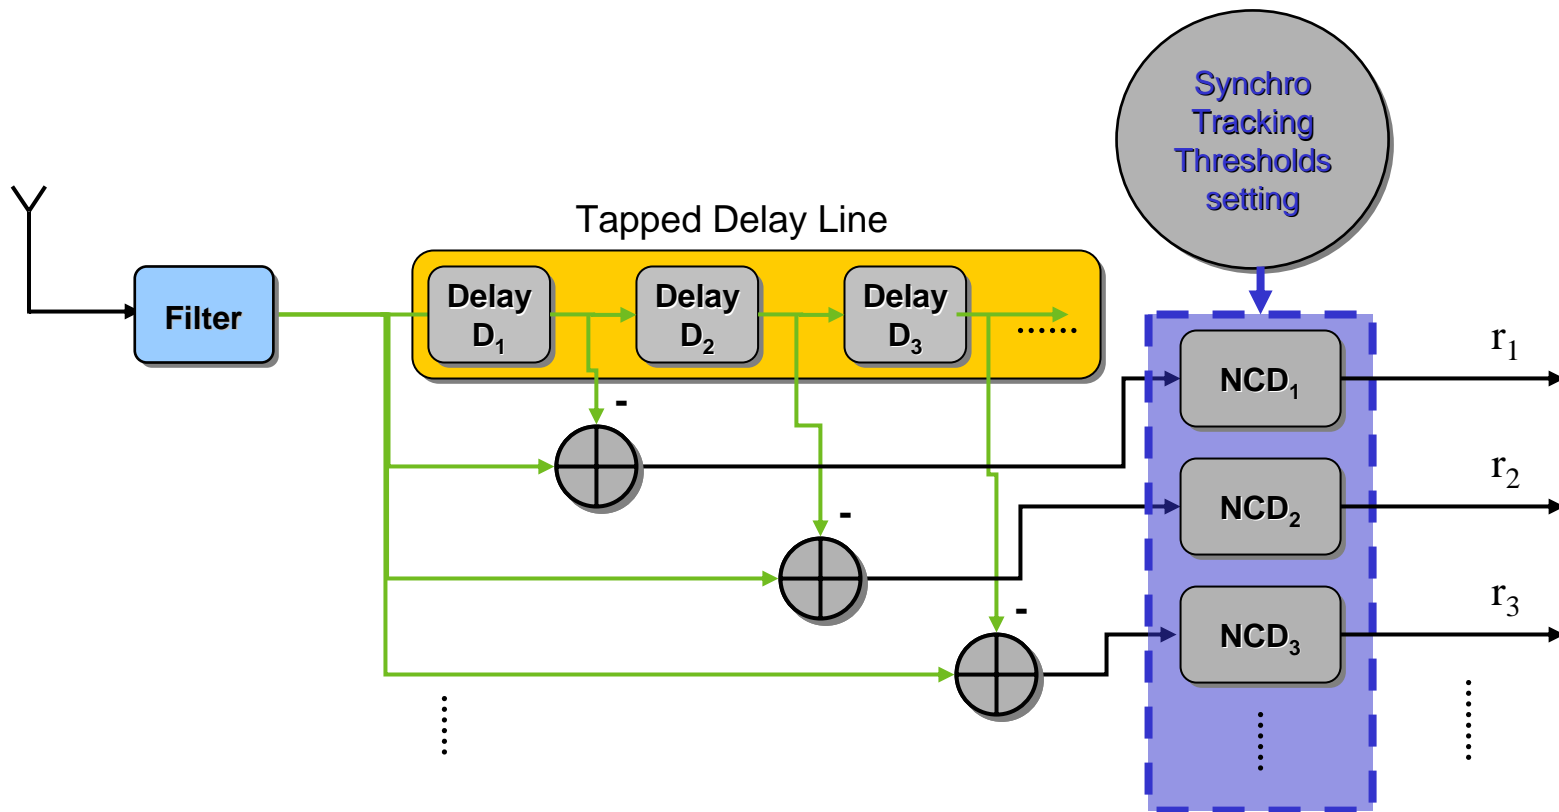 Synchro
Tracking
Thresholds
setting
Tapped Delay Line
Filter
Delay
D₁
Delay
D₂
Delay
D₃
......
-
-
-
NCD₁
NCD₂
NCD₃
r₁
r₂
r₃